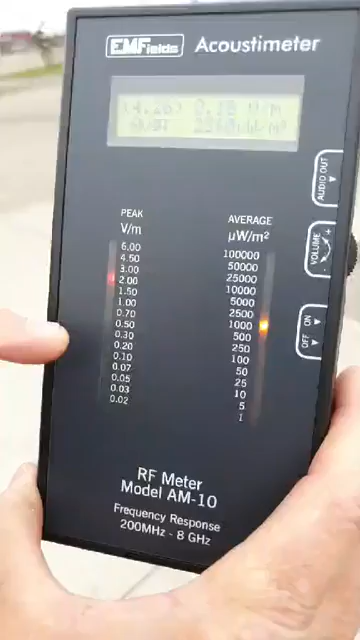 EMFields Acoustimeter
AUDIO OUT
VOLUME - +
OFF ON
PEAK
V/m
6.00
4.50
3.00
2.00
1.50
1.00
0.70
0.50
0.30
0.20
0.10
0.07
0.05
0.03
0.02
AVERAGE
µW/m²
100000
50000
25000
10000
5000
2500
1000
500
250
100
50
25
10
5
1
RF Meter
Model AM-10
Frequency Response
200MHz - 8 GHz